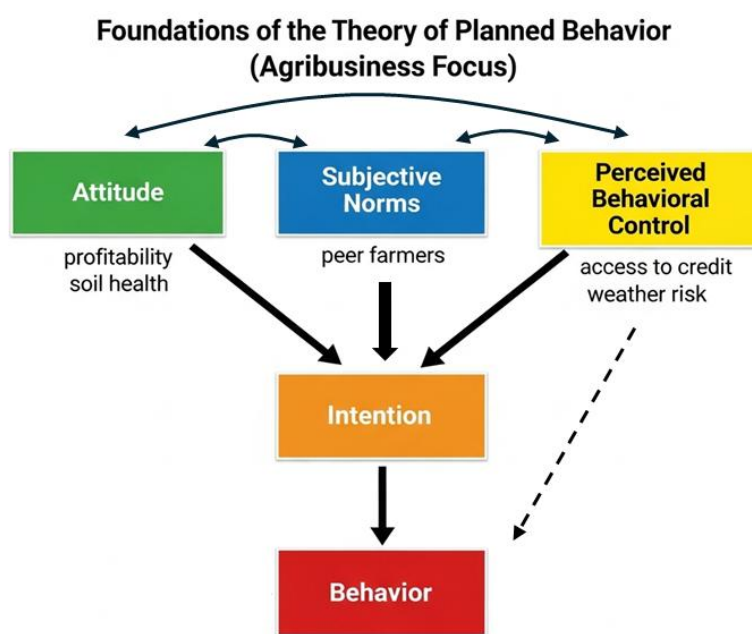 Foundations of the Theory of Planned Behavior
(Agribusiness Focus)
Attitude
Subjective
Norms
Perceived
Behavioral
Control
profitability
soil health
peer farmers
access to credit
weather risk
Intention
Behavior